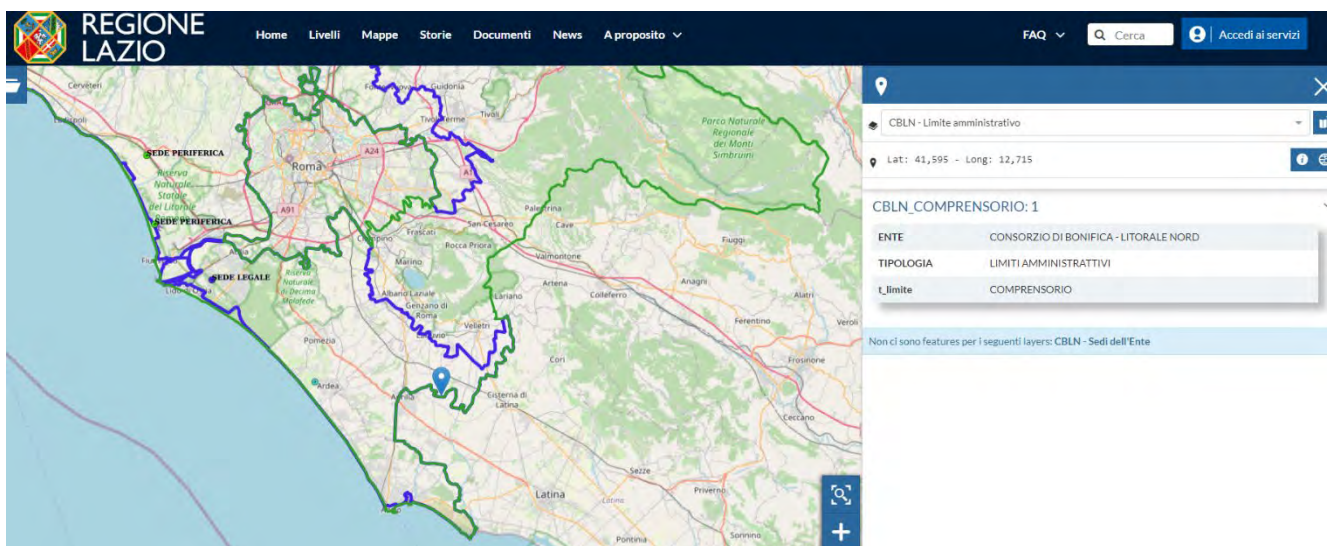 REGIONE
LAZIO
Home Livelli Mappe Storie Documenti News A proposito
FAQ Cerca Accedi ai servizi
CBLN - Limite amministrativo
Lat: 41,595 - Long: 12,715
CBLN_COMPRENSORIO: 1
ENTE CONSORZIO DI BONIFICA - LITORALE NORD
TIPOLOGIA LIMITI AMMINISTRATTIVI
t_limite COMPRENSORIO
Non ci sono features per i seguenti layers: CBLN - Sedi dell'Ente
Cerveteri
Guidonia
Tivoli
Parco Naturale
Regionale
dei Monti
Simbruini
SEDE PERIFERICA
A24
Roma
Riserva
Naturale
Statale
del Litorale
A91
SEDE PERIFERICA
Palestrina
San Cesareo
Cave
Frascati
Rocca Priora
Fiuggi
Valmontone
Marino
SEDE LEGALE
Riserva
Naturale
di Decima
Malafede
Artena
Anagni
Colleferro
Alatri
Albano Laziale
Lariano
Genzano di
Roma
Velletri
Ferentino
Veroli
Pomezia
Cori
Frosinone
Ardea
Cisterna di
Latina
Ceccano
Sezze
Latina
Latina
Priverno
Pontinia
Sonnino